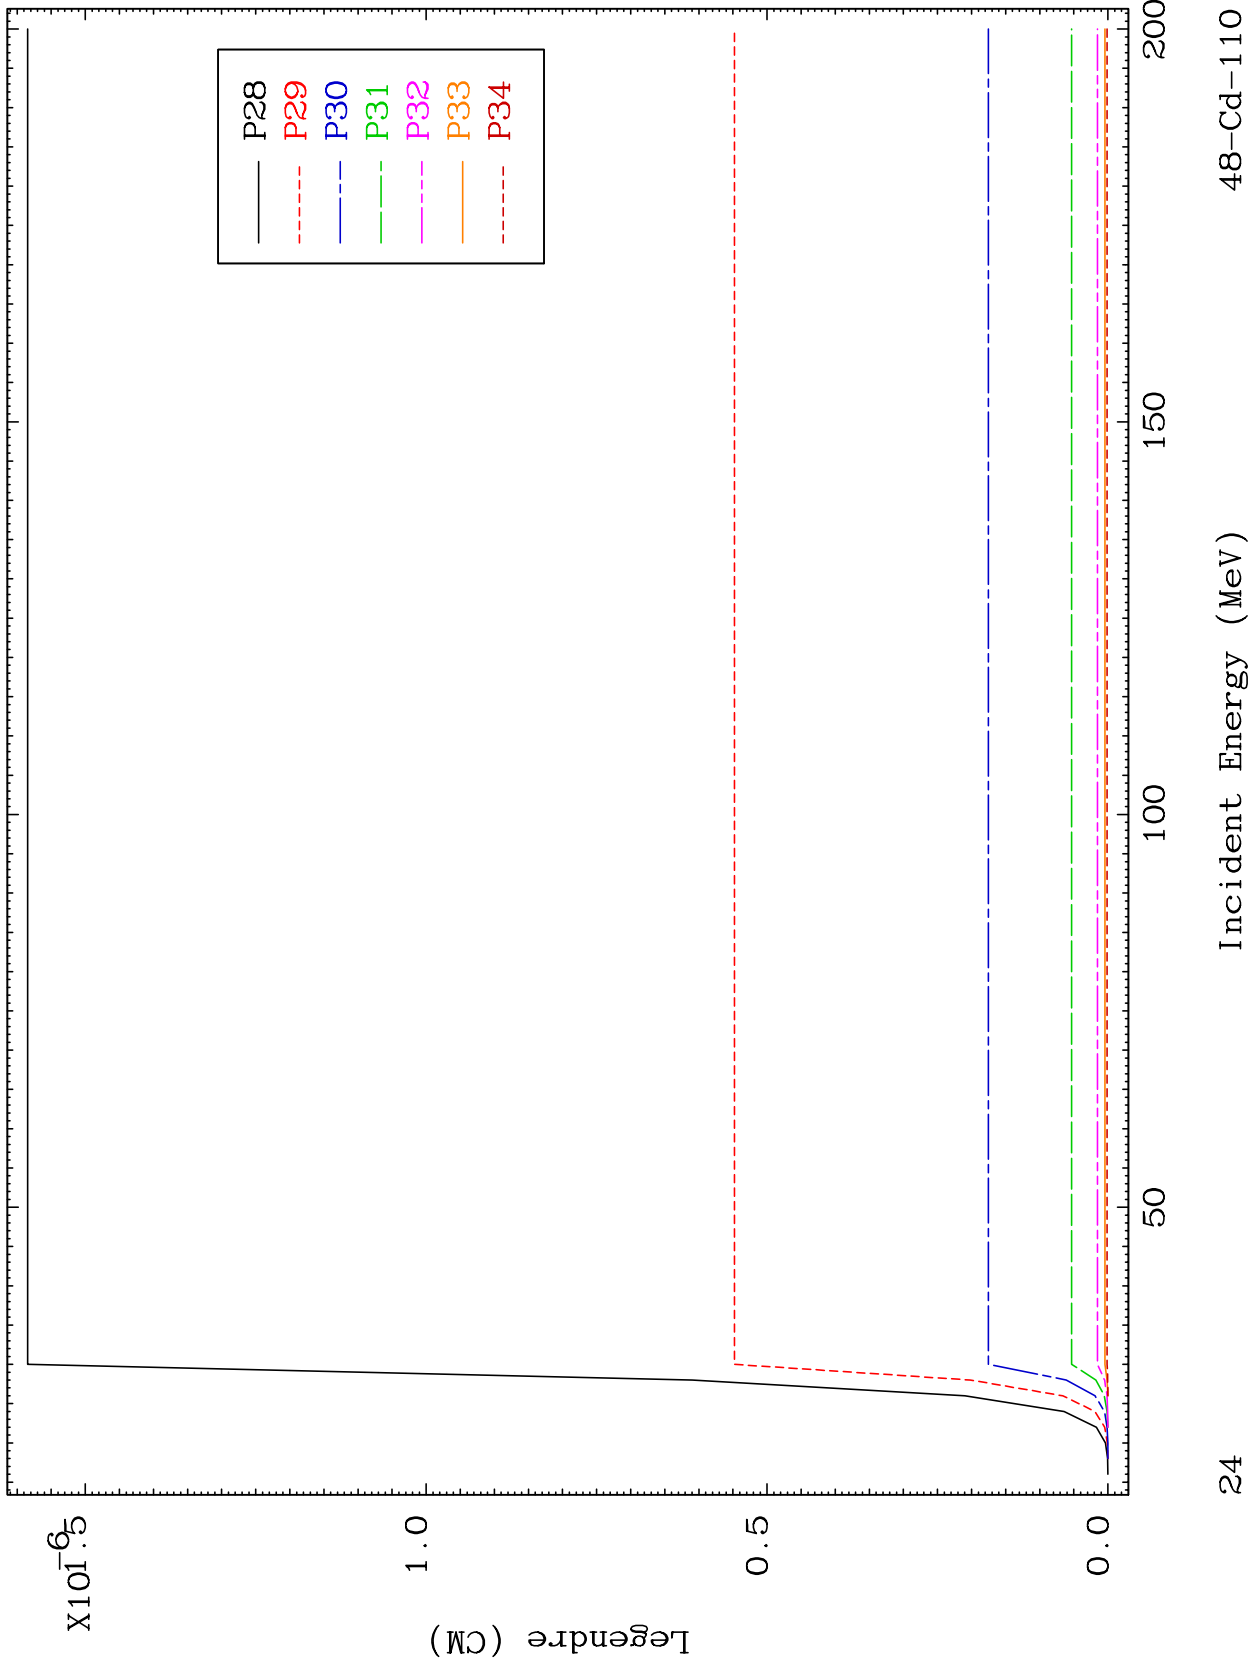 X10⁻⁶
1.5
1.0
0.5
0.0
Legendre (CM)
P28
P29
P30
P31
P32
P33
P34
50 100 150 200
24 Incident Energy (MeV) 48-Cd-110